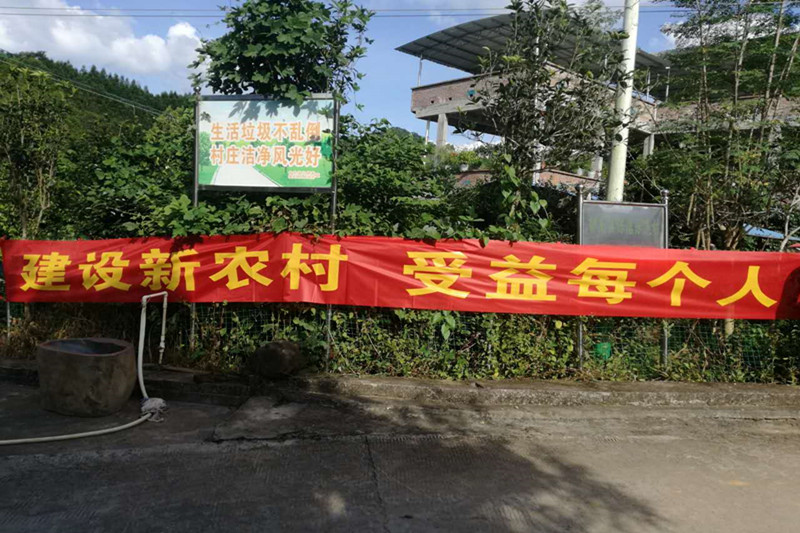 生活垃圾不乱倒
村庄洁净风光好
建设新农村 受益每个人